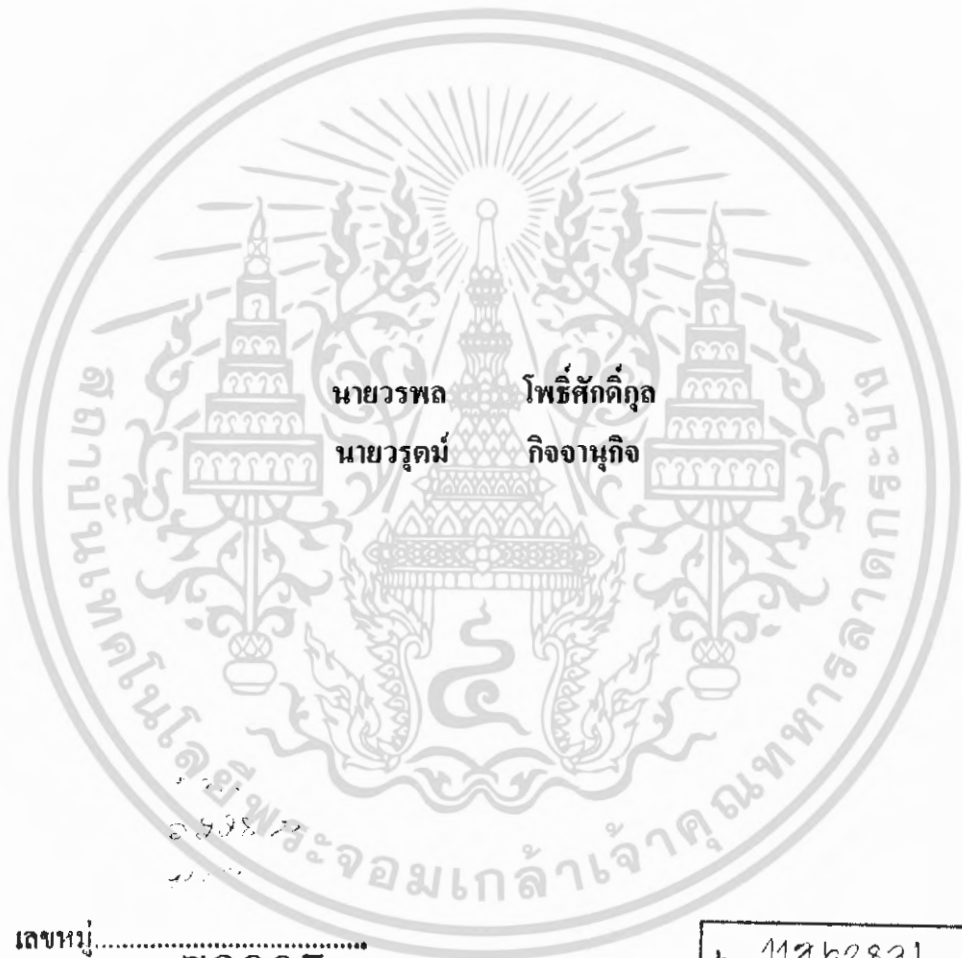 นายวรพล โพธิ์ศักดิ์กุล
นายวรุตม์ กิจจานุกิจ
สถาบันเทคโนโลยีพระจอมเกล้าเจ้าคุณทหารลาดกระบัง
เลขหมู่